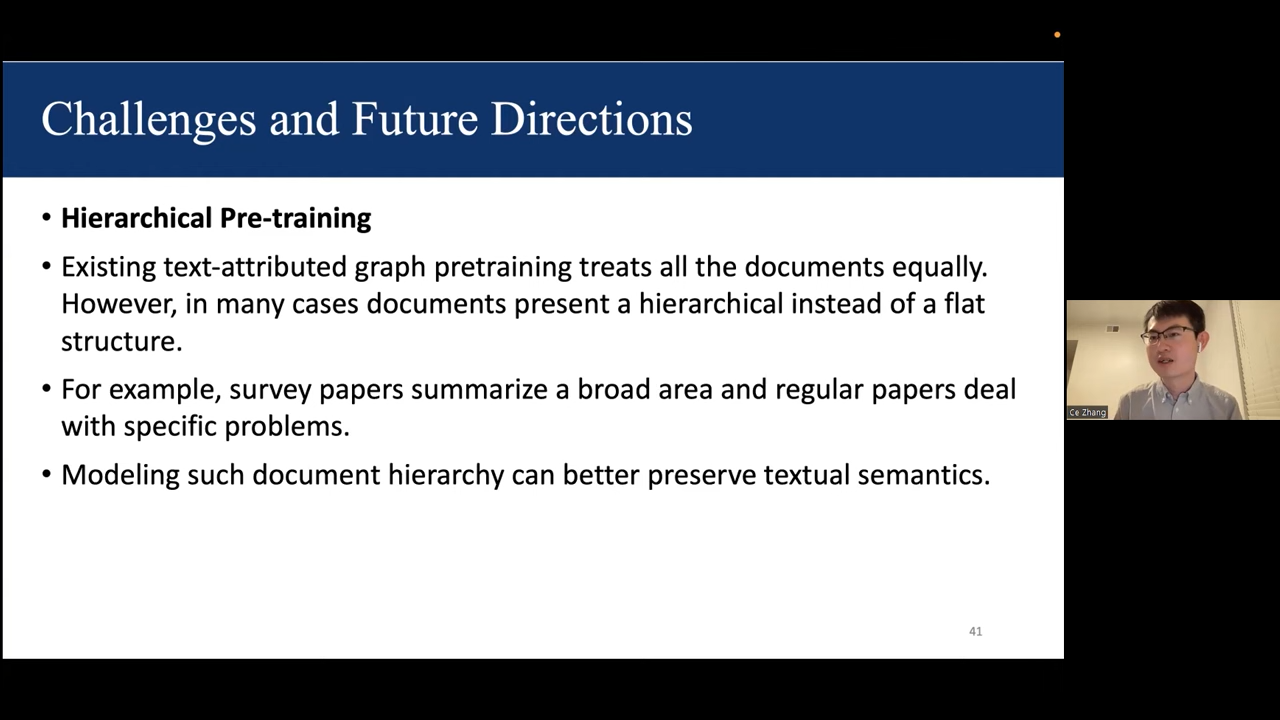 Challenges and Future Directions
• Hierarchical Pre-training
• Existing text-attributed graph pretraining treats all the documents equally.
However, in many cases documents present a hierarchical instead of a flat
structure.
• For example, survey papers summarize a broad area and regular papers deal
with specific problems.
• Modeling such document hierarchy can better preserve textual semantics.
41
Ce Zhang